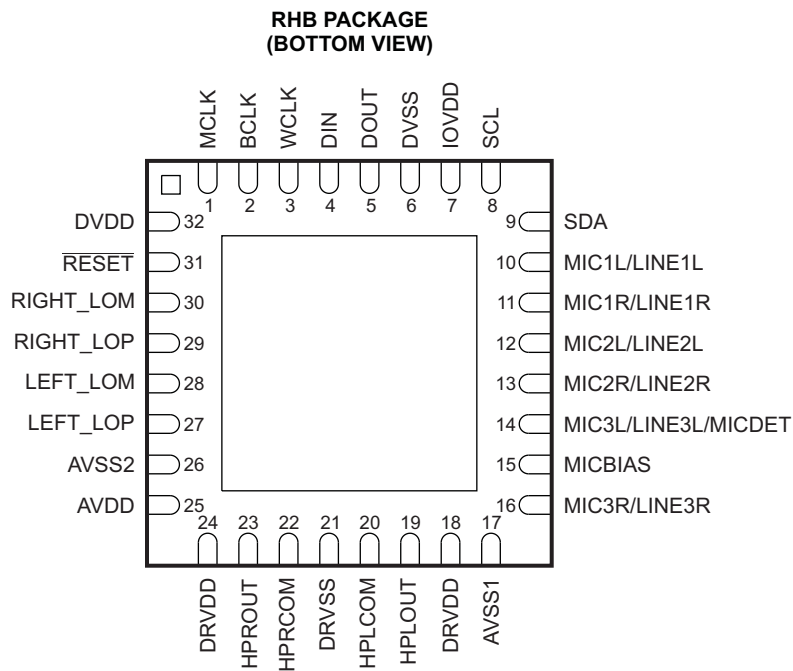 RHB PACKAGE
(BOTTOM VIEW)
MCLK
BCLK
WCLK
DIN
DOUT
DVSS
IOVDD
SCL
1 2 3 4 5 6 7 8
DVDD 32
RESET 31
RIGHT_LOM 30
RIGHT_LOP 29
LEFT_LOM 28
LEFT_LOP 27
AVSS2 26
AVDD 25
9 SDA
10 MIC1L/LINE1L
11 MIC1R/LINE1R
12 MIC2L/LINE2L
13 MIC2R/LINE2R
14 MIC3L/LINE3L/MICDET
15 MICBIAS
16 MIC3R/LINE3R
24 23 22 21 20 19 18 17
DRVDD
HPROUT
HPRCOM
DRVSS
HPLCOM
HPLOUT
DRVDD
AVSS1